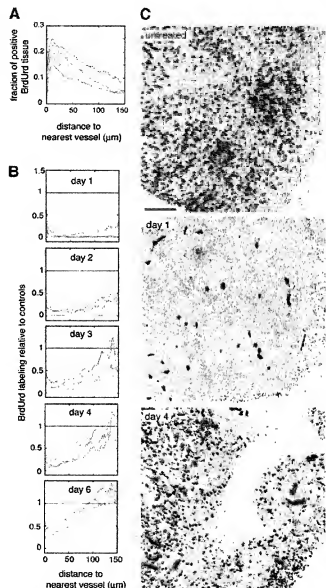 A
fraction of positive
BrdUrd tissue
0.3
0.2
0.1
0
0 50 100 150
distance to
nearest vessel (µm)
B
BrdUrd labeling relative to controls
1.5
day 1
1
0.5
0
day 2
1
0.5
0
day 3
1
0.5
0
day 4
1
0.5
0
day 6
1
0.5
0
0 50 100 150
distance to
nearest vessel (µm)
C
untreated
day 1
day 4